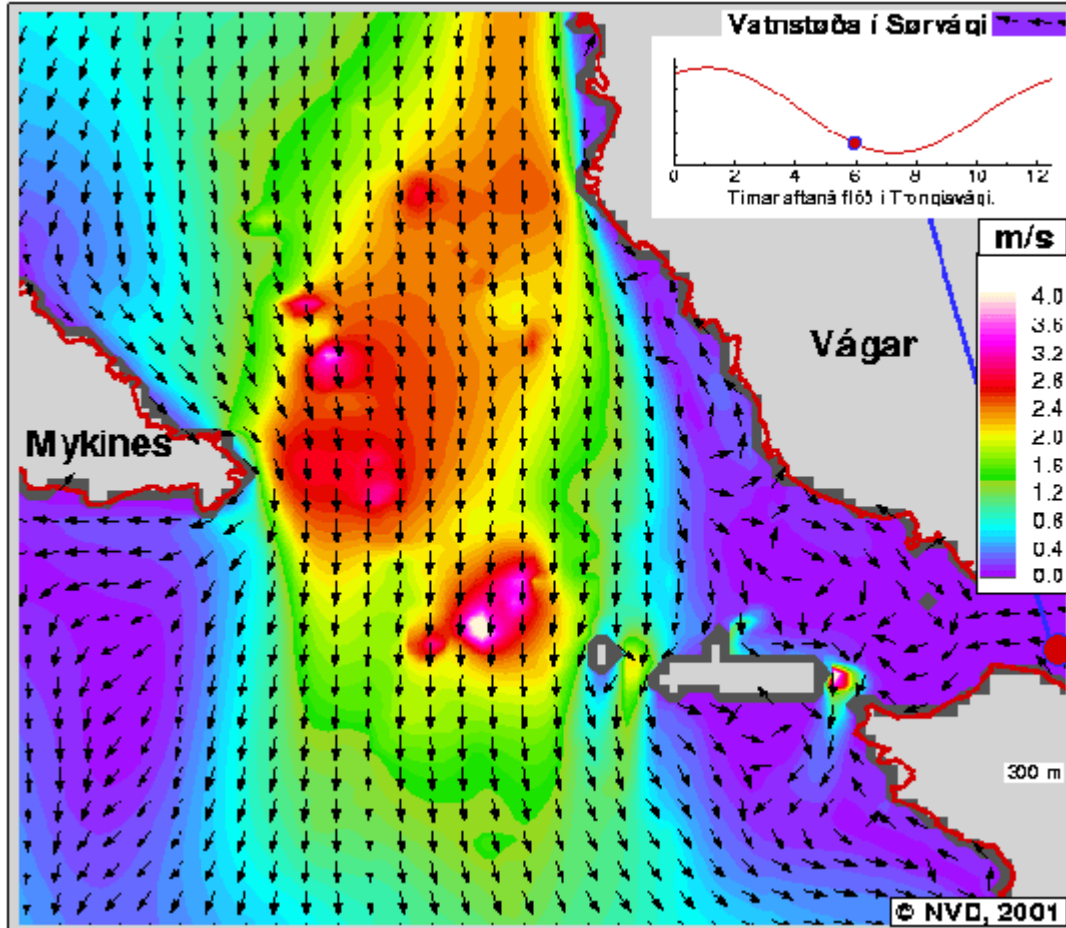 Vatnstøða í Sørvági
0 2 4 6 8 10 12
Tímar aftaná flóð í Trongisvági.
m/s
4.0
3.6
3.2
2.8
2.4
2.0
1.6
1.2
0.8
0.4
0.0
Vágar
Mykines
300 m
© NVD, 2001